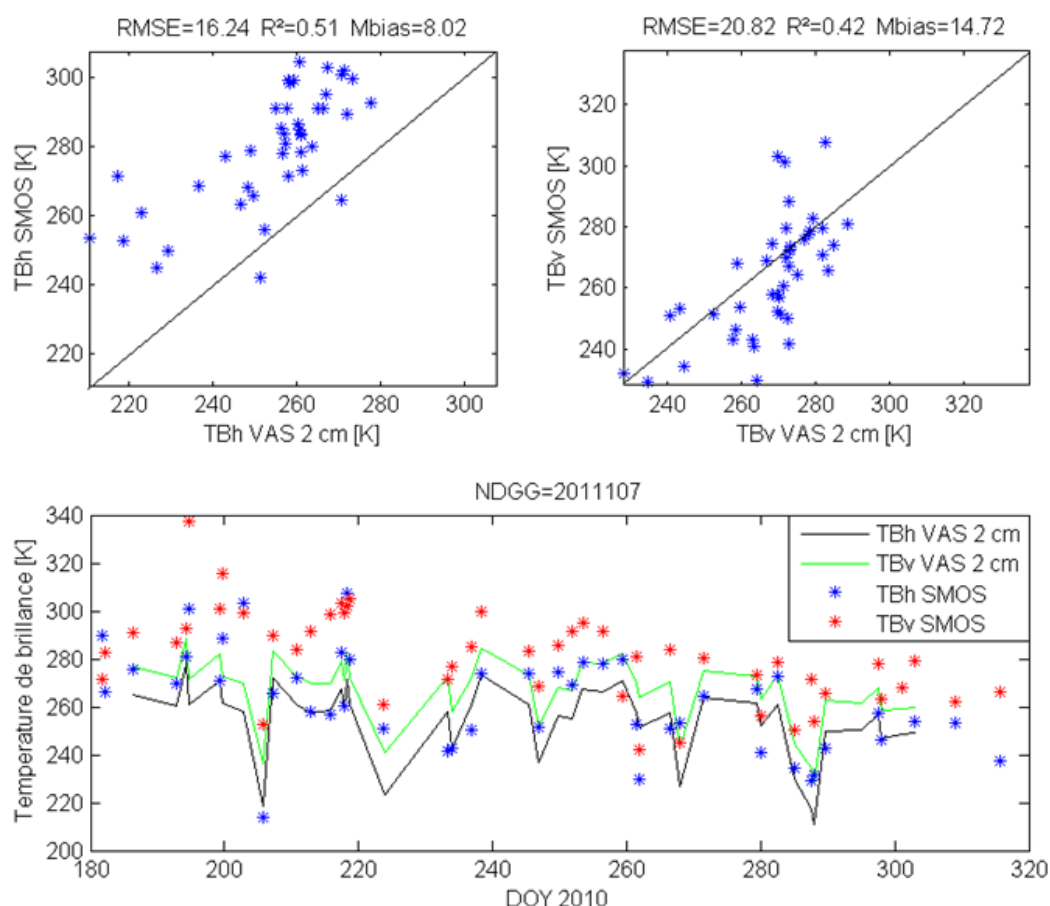 RMSE=16.24 R²=0.51 Mbias=8.02
300
280
260
240
220
TBh SMOS [K]
220 240 260 280 300
TBh VAS 2 cm [K]
RMSE=20.82 R²=0.42 Mbias=14.72
320
300
280
260
240
TBv SMOS [K]
240 260 280 300 320
TBv VAS 2 cm [K]
NDGG=2011107
340
320
300
280
260
240
220
200
Temperature de brillance [K]
TBh VAS 2 cm
TBv VAS 2 cm
TBh SMOS
TBv SMOS
180 200 220 240 260 280 300 320
DOY 2010